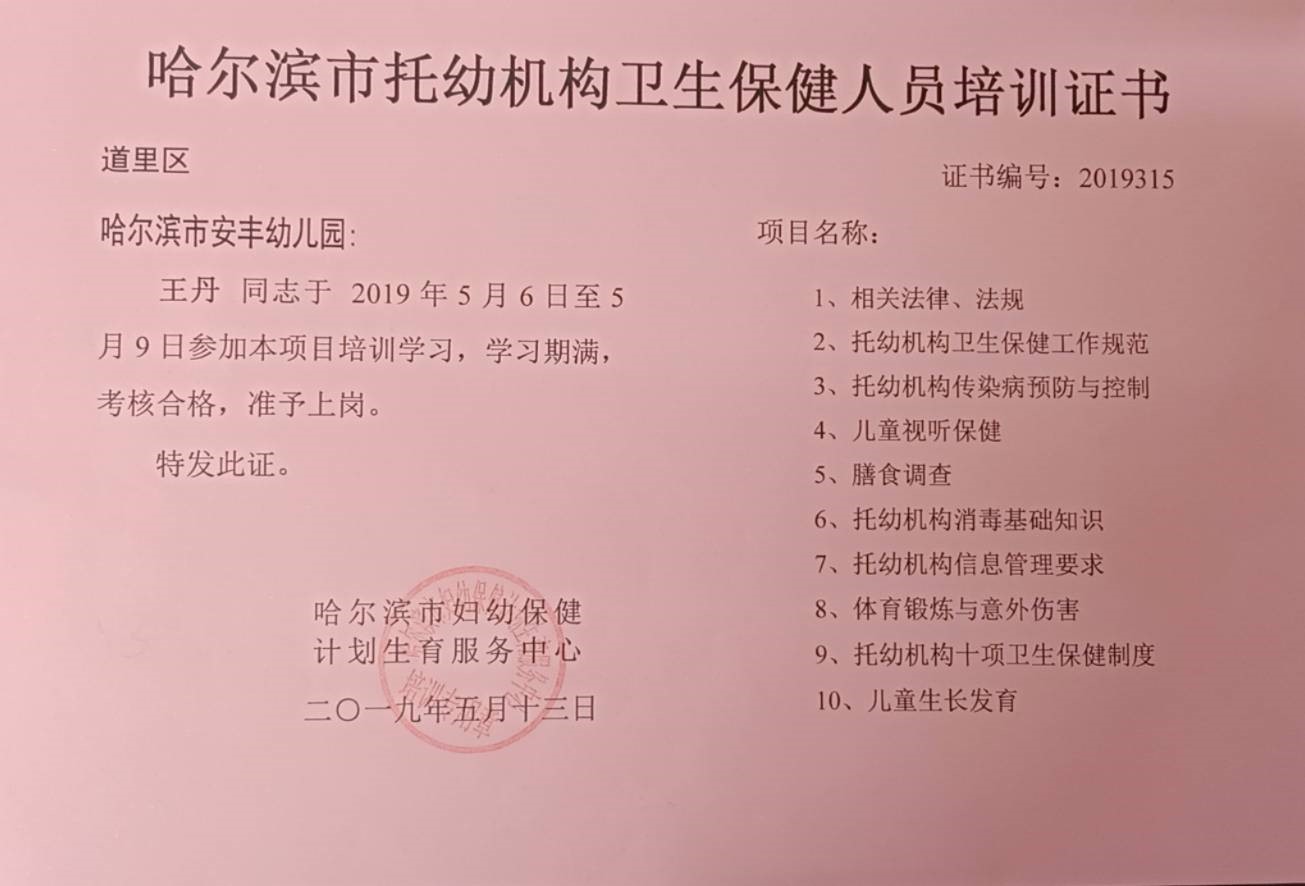 哈尔滨市托幼机构卫生保健人员培训证书
道里区
证书编号：2019315
哈尔滨市安丰幼儿园：
王丹 同志于 2019 年 5 月 6 日至 5
月 9 日参加本项目培训学习，学习期满，
考核合格，准予上岗。
特发此证。
哈尔滨市妇幼保健
计划生育服务中心
二〇一九年五月十三日
项目名称：
1、相关法律、法规
2、托幼机构卫生保健工作规范
3、托幼机构传染病预防与控制
4、儿童视听保健
5、膳食调查
6、托幼机构消毒基础知识
7、托幼机构信息管理要求
8、体育锻炼与意外伤害
9、托幼机构十项卫生保健制度
10、儿童生长发育